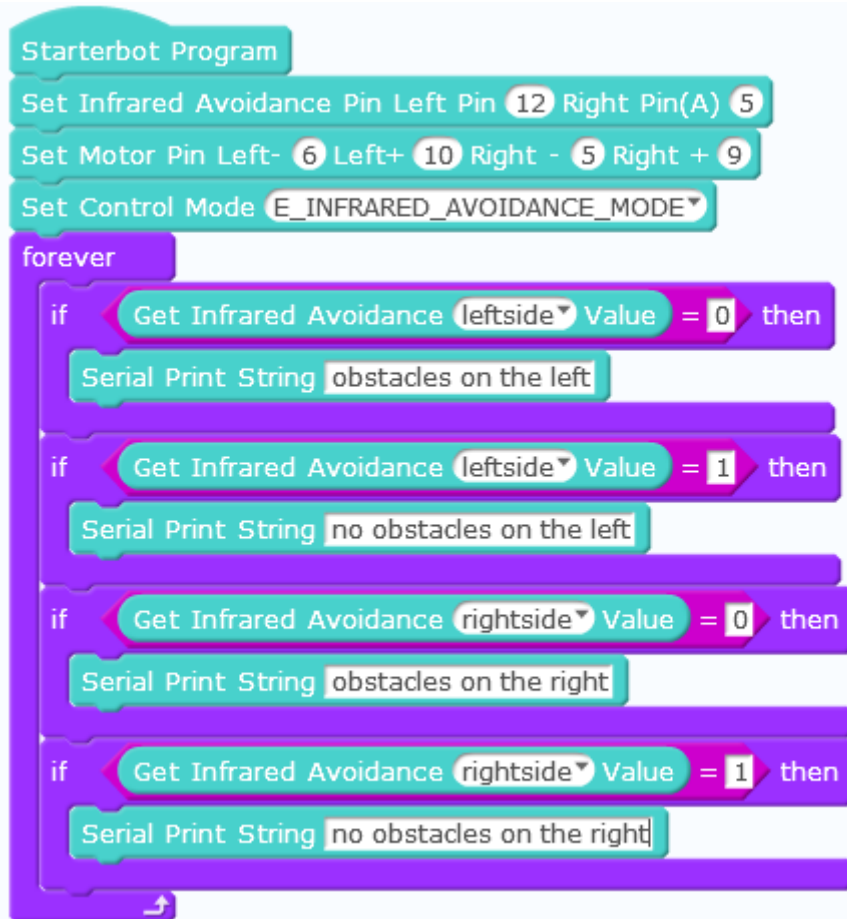 Starterbot Program
Set Infrared Avoidance Pin Left Pin 12 Right Pin(A) 5
Set Motor Pin Left- 6 Left+ 10 Right - 5 Right + 9
Set Control Mode E_INFRARED_AVOIDANCE_MODE
forever
if Get Infrared Avoidance leftside Value = 0 then
Serial Print String obstacles on the left
if Get Infrared Avoidance leftside Value = 1 then
Serial Print String no obstacles on the left
if Get Infrared Avoidance rightside Value = 0 then
Serial Print String obstacles on the right
if Get Infrared Avoidance rightside Value = 1 then
Serial Print String no obstacles on the right